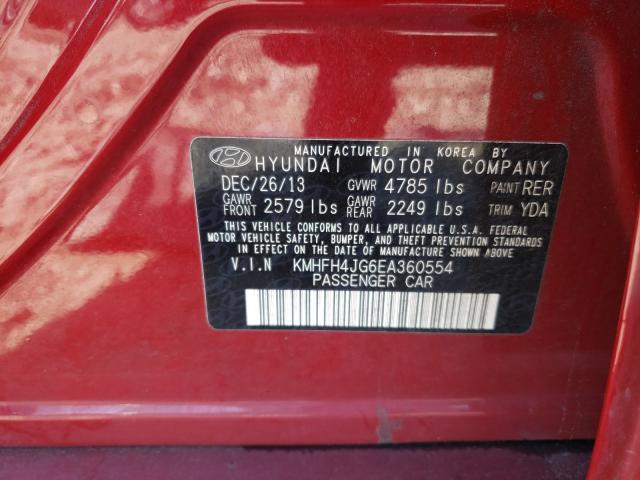 MANUFACTURED IN KOREA BY
HYUNDAI MOTOR COMPANY
DEC/26/13 GVWR 4785 lbs PAINT RER
GAWR FRONT 2579 lbs GAWR REAR 2249 lbs TRIM YDA
THIS VEHICLE CONFORMS TO ALL APPLICABLE U.S.A. FEDERAL
MOTOR VEHICLE SAFETY, BUMPER, AND THEFT PREVENTION STANDARDS
IN EFFECT ON THE DATE OF MANUFACTURE SHOWN ABOVE
V.I.N KMHFH4JG6EA360554
PASSENGER CAR